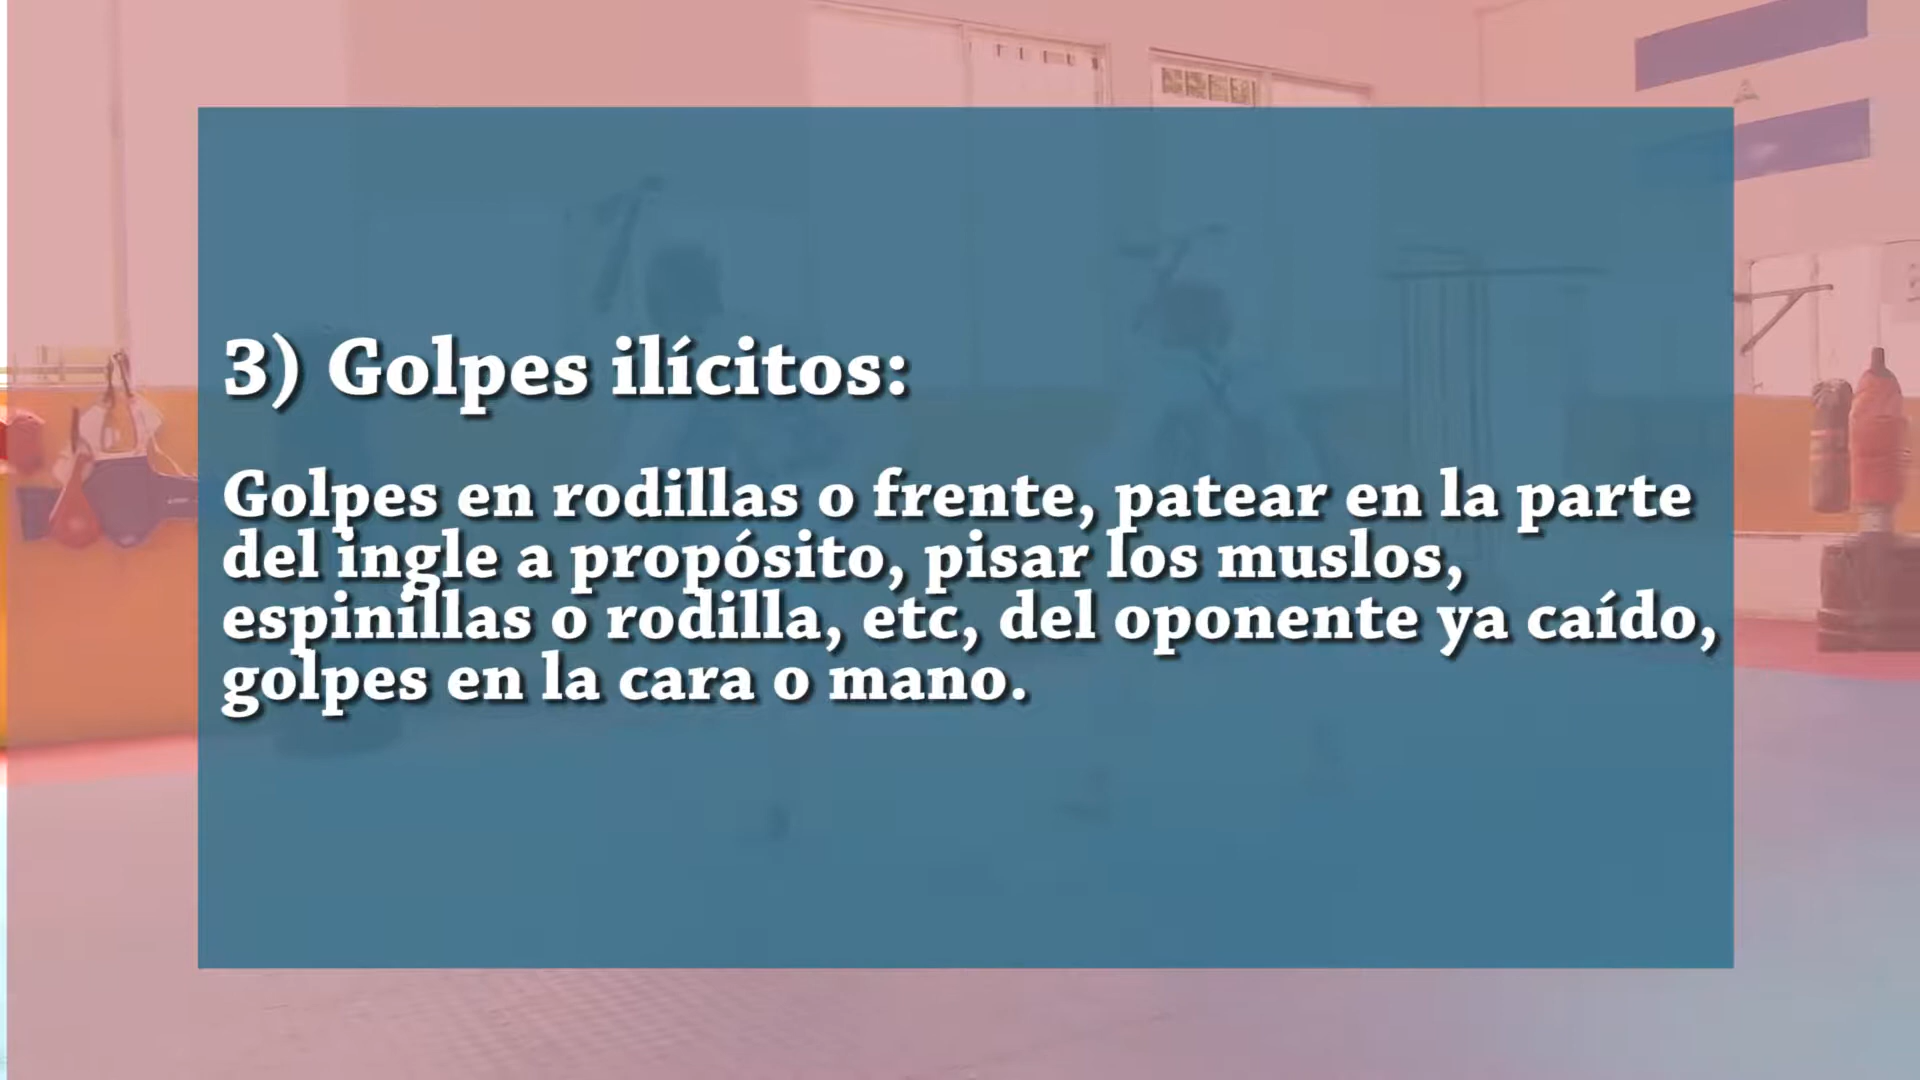 3) Golpes ilícitos:
Golpes en rodillas o frente, patear en la parte
del ingle a propósito, pisar los muslos,
espinillas o rodilla, etc, del oponente ya caído,
golpes en la cara o mano.